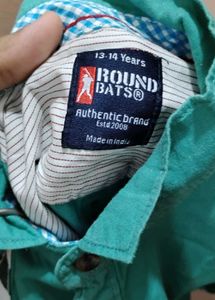 13-14 Years
ROUND
BATS®
Authentic brand
Estd 2008
Made in India